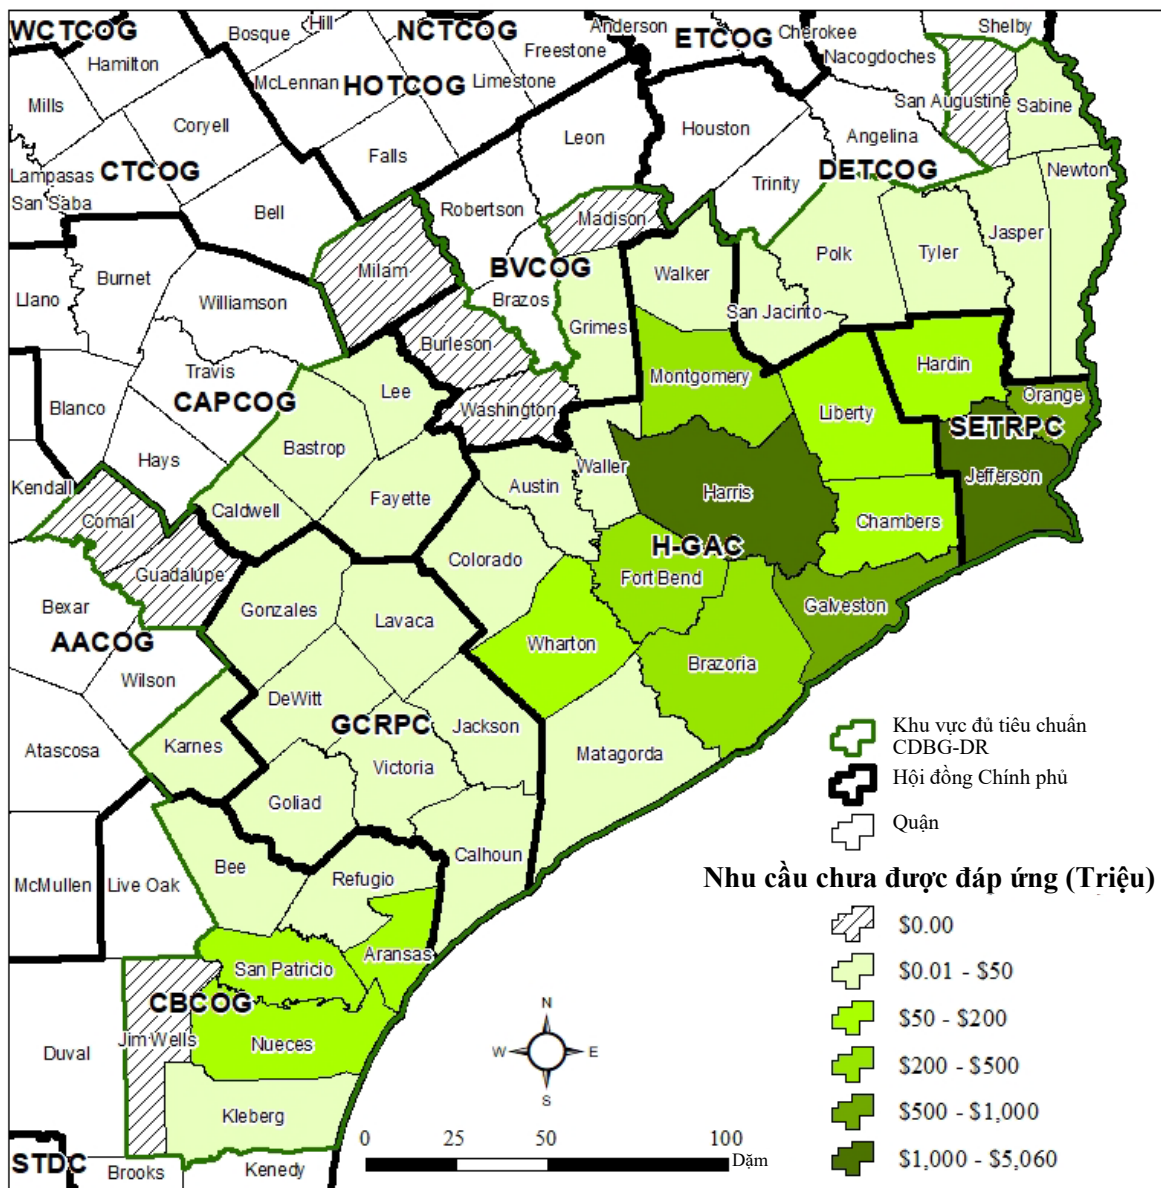 WCTCOG
Bosque
Hill
NCTCOG
Anderson
ETCOG
Cherokee
Shelby
Hamilton
Freestone
Nacogdoches
McLennan
HOTCOG
Limestone
Mills
San Augustine
Sabine
Coryell
Leon
Houston
Angelina
Falls
Lampasas
CTCOG
DETCOG
Newton
San Saba
Bell
Robertson
Madison
Trinity
Jasper
Burnet
Milam
BVCOG
Walker
Polk
Tyler
Llano
Williamson
Brazos
San Jacinto
Grimes
Burleson
Travis
Montgomery
Hardin
Blanco
CAPCOG
Lee
Washington
Liberty
Orange
SETRPC
Hays
Bastrop
Waller
Kendall
Fayette
Austin
Harris
Jefferson
Comal
Caldwell
Chambers
H-GAC
Colorado
Guadalupe
Fort Bend
Bexar
Gonzales
Lavaca
Galveston
AACOG
Wharton
Brazoria
Wilson
DeWitt
GCRPC
Jackson
Atascosa
Karnes
Victoria
Matagorda
Goliad
Calhoun
Bee
Refugio
McMullen
Live Oak
Aransas
San Patricio
CBCOG
Jim Wells
Duval
Nueces
Kleberg
STDC
Brooks
Kenedy
Khu vực đủ tiêu chuẩn
CDBG-DR
Hội đồng Chính phủ
Quận
Nhu cầu chưa được đáp ứng (Triệu)
$0.00
$0.01 - $50
$50 - $200
$200 - $500
$500 - $1,000
$1,000 - $5,060
N
W
E
S
0
25
50
100
Dặm